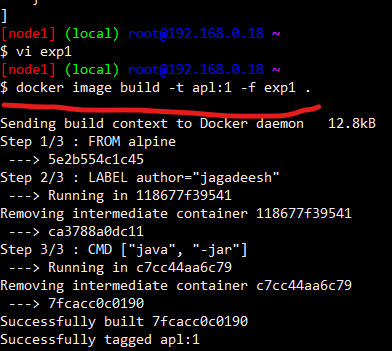 ]
[node1] (local) root@192.168.0.18 ~
$ vi exp1
[node1] (local) root@192.168.0.18 ~
$ docker image build -t apl:1 -f exp1 .
Sending build context to Docker daemon   12.8kB
Step 1/3 : FROM alpine
 ---> 5e2b554c1c45
Step 2/3 : LABEL author="jagadeesh"
 ---> Running in 118677f39541
Removing intermediate container 118677f39541
 ---> ca3788a0dc11
Step 3/3 : CMD ["java", "-jar"]
 ---> Running in c7cc44aa6c79
Removing intermediate container c7cc44aa6c79
 ---> 7fcacc0c0190
Successfully built 7fcacc0c0190
Successfully tagged apl:1